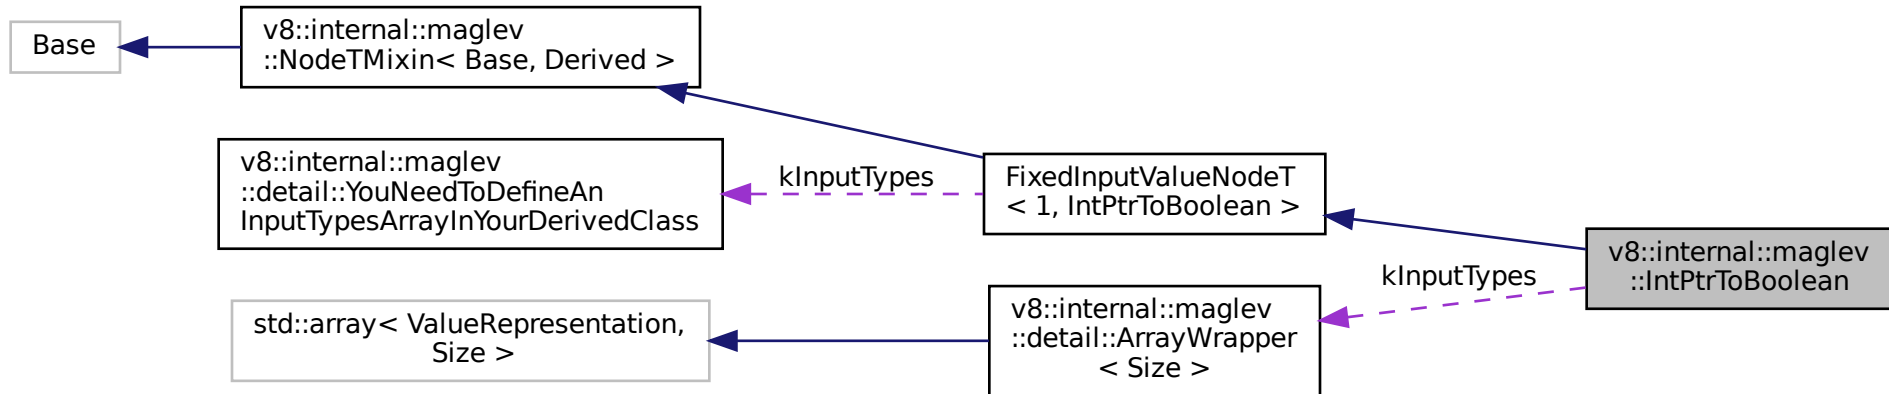 Base
v8::internal::maglev
::NodeTMixin< Base, Derived >
v8::internal::maglev
::detail::YouNeedToDefineAn
InputTypesArrayInYourDerivedClass
kInputTypes
FixedInputValueNodeT
< 1, IntPtrToBoolean >
v8::internal::maglev
::IntPtrToBoolean
kInputTypes
std::array< ValueRepresentation,
Size >
v8::internal::maglev
::detail::ArrayWrapper
< Size >